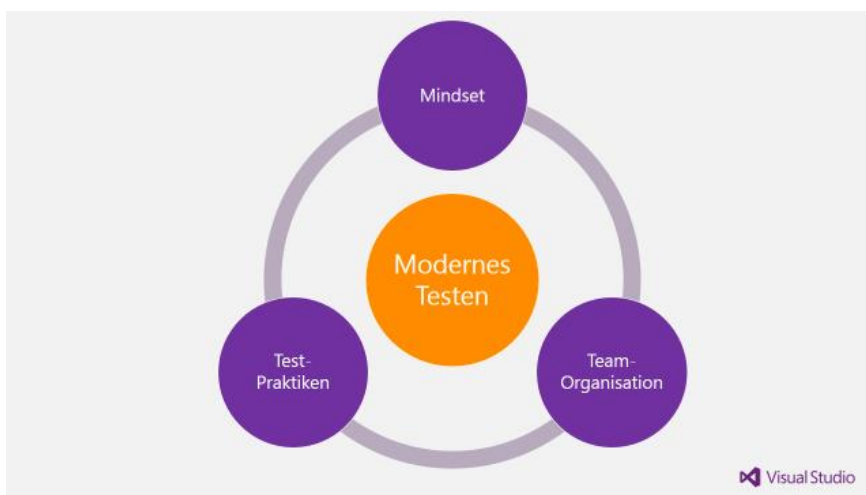 Mindset
Modernes
Testen
Test-
Praktiken
Team-
Organisation
Visual Studio